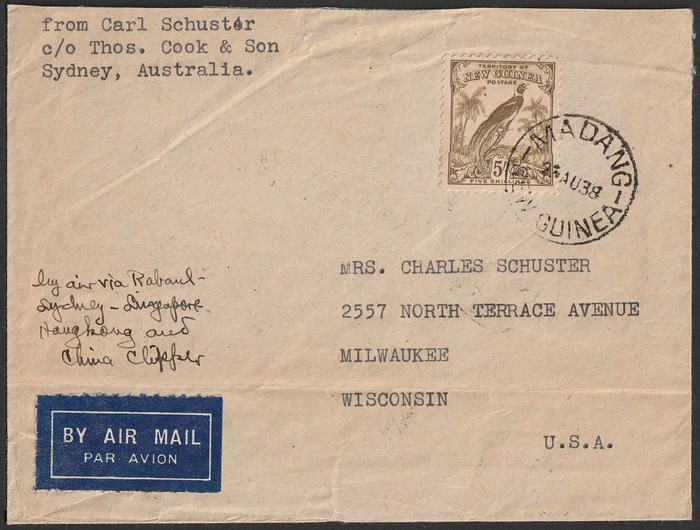 from Carl Schuster
c/o Thos. Cook & Son
Sydney, Australia.
TERRITORY OF
NEW GUINEA
POSTAGE
5/-
FIVE SHILLINGS
MADANG
AU38
GUINEA
by air via Rabaul-
Sydney - Singapore
Hongkong and
China Clipper
MRS. CHARLES SCHUSTER
2557 NORTH TERRACE AVENUE
MILWAUKEE
WISCONSIN
U.S.A.
BY AIR MAIL
PAR AVION